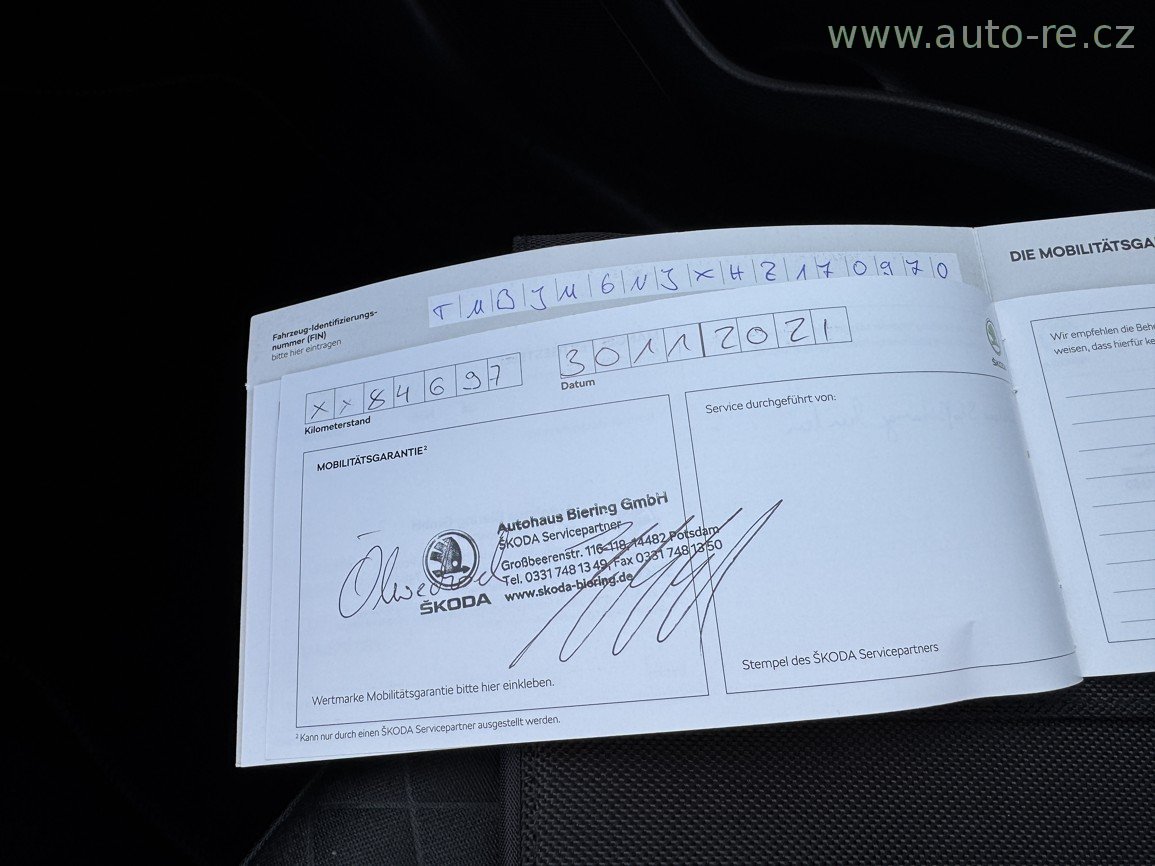 www.auto-re.cz
DIE MOBILITÄTSGA
Fahrzeug-Identifizierungs-
nummer (FIN)
bitte hier eintragen
TMBJM6NJXHZ170970
Wir empfehlen die Behe
weisen, dass hierfür ke
XX84697
Kilometerstand
30112021
Datum
ŠKODA
MOBILITÄTSGARANTIE²
Service durchgeführt von:
Autohaus Biering GmbH
ŠKODA Servicepartner
Großbeerenstr. 116-118, 14482 Potsdam
Tel. 0331 748 13 49, Fax 0331 748 13 50
www.skoda-biering.de
ŠKODA
Wertmarke Mobilitätsgarantie bitte hier einkleben.
Stempel des ŠKODA Servicepartners
² Kann nur durch einen ŠKODA Servicepartner ausgestellt werden.